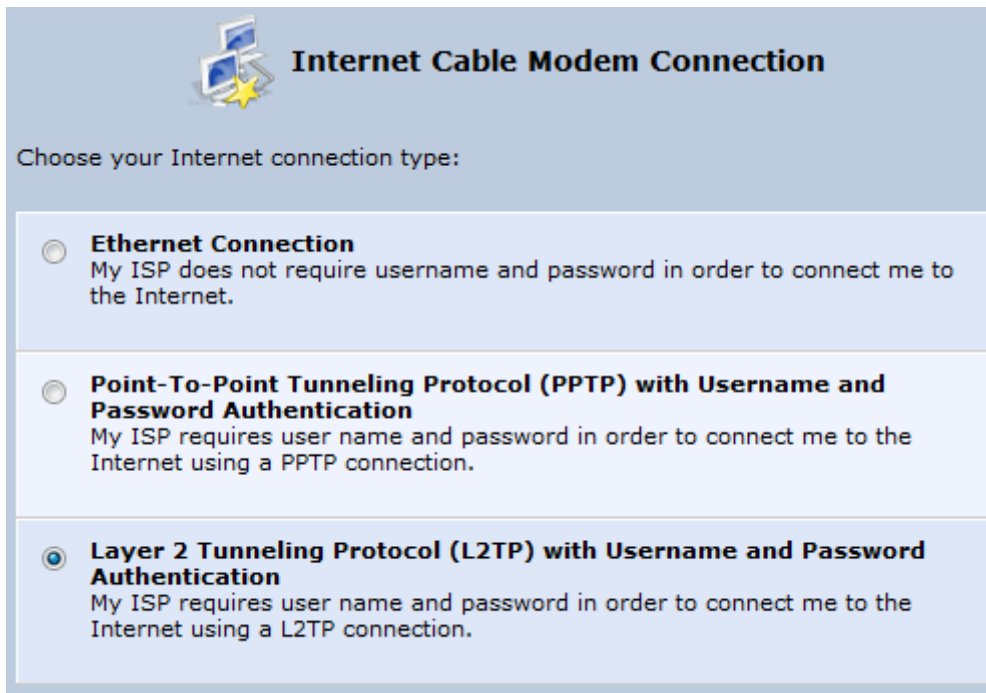 Internet Cable Modem Connection
Choose your Internet connection type:
Ethernet Connection
My ISP does not require username and password in order to connect me to
the Internet.
Point-To-Point Tunneling Protocol (PPTP) with Username and
Password Authentication
My ISP requires user name and password in order to connect me to the
Internet using a PPTP connection.
Layer 2 Tunneling Protocol (L2TP) with Username and Password
Authentication
My ISP requires user name and password in order to connect me to the
Internet using a L2TP connection.